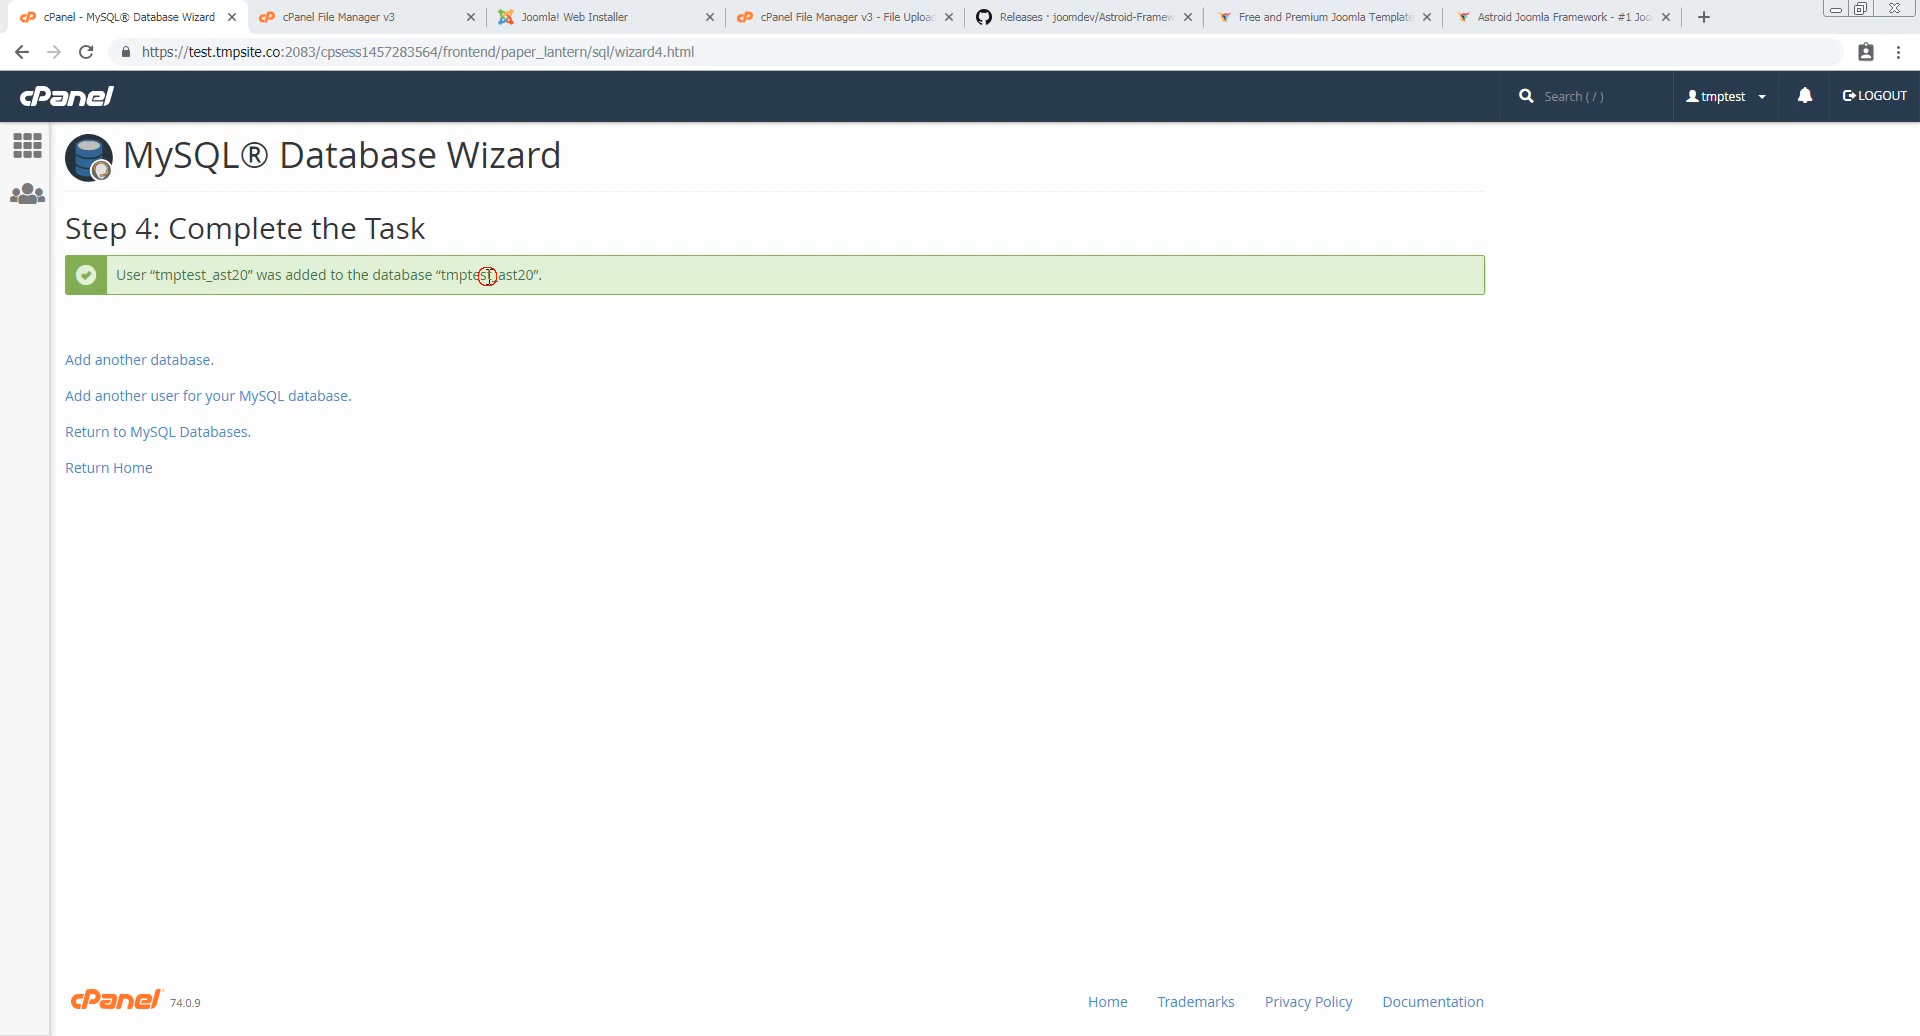 cPanel - MySQL® Database Wizard
cPanel File Manager v3
Joomla! Web Installer
cPanel File Manager v3 - File Uploa
Releases · joomdev/Astroid-Framew
Free and Premium Joomla Template
Astroid Joomla Framework - #1 Joo
https://test.tmpsite.co:2083/cpsess1457283564/frontend/paper_lantern/sql/wizard4.html
cPanel
Search ( / )
tmptest
LOGOUT
MySQL® Database Wizard
Step 4: Complete the Task
User “tmptest_ast20” was added to the database “tmptest_ast20”.
Add another database.
Add another user for your MySQL database.
Return to MySQL Databases.
Return Home
cPanel 74.0.9
Home Trademarks Privacy Policy Documentation